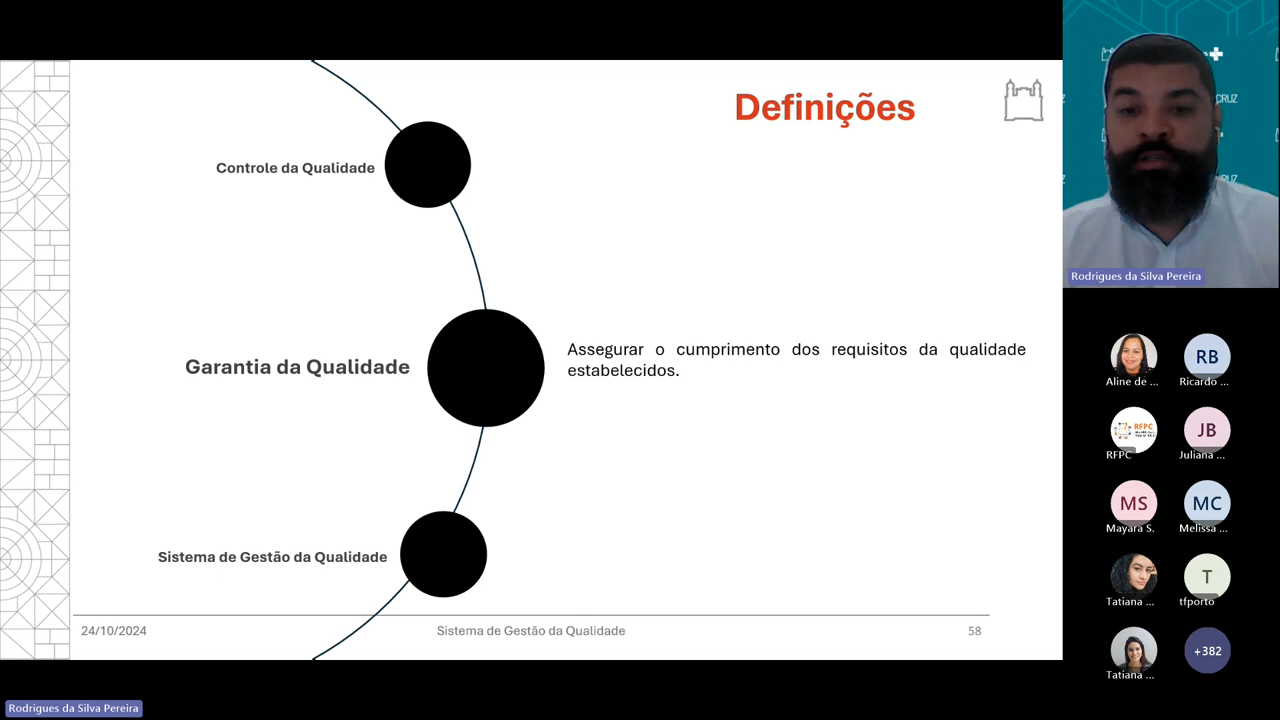 Definições
Controle da Qualidade
Garantia da Qualidade
Assegurar o cumprimento dos requisitos da qualidade
estabelecidos.
Sistema de Gestão da Qualidade
24/10/2024
Sistema de Gestão da Qualidade
58
Rodrigues da Silva Pereira
CRUZ
Rodrigues da Silva Pereira
Aline de ...
RB
Ricardo ...
RFPC
RFPC
JB
Juliana ...
MS
Mayara S.
MC
Melissa ...
Tatiana ...
T
tfporto
Tatiana ...
+382